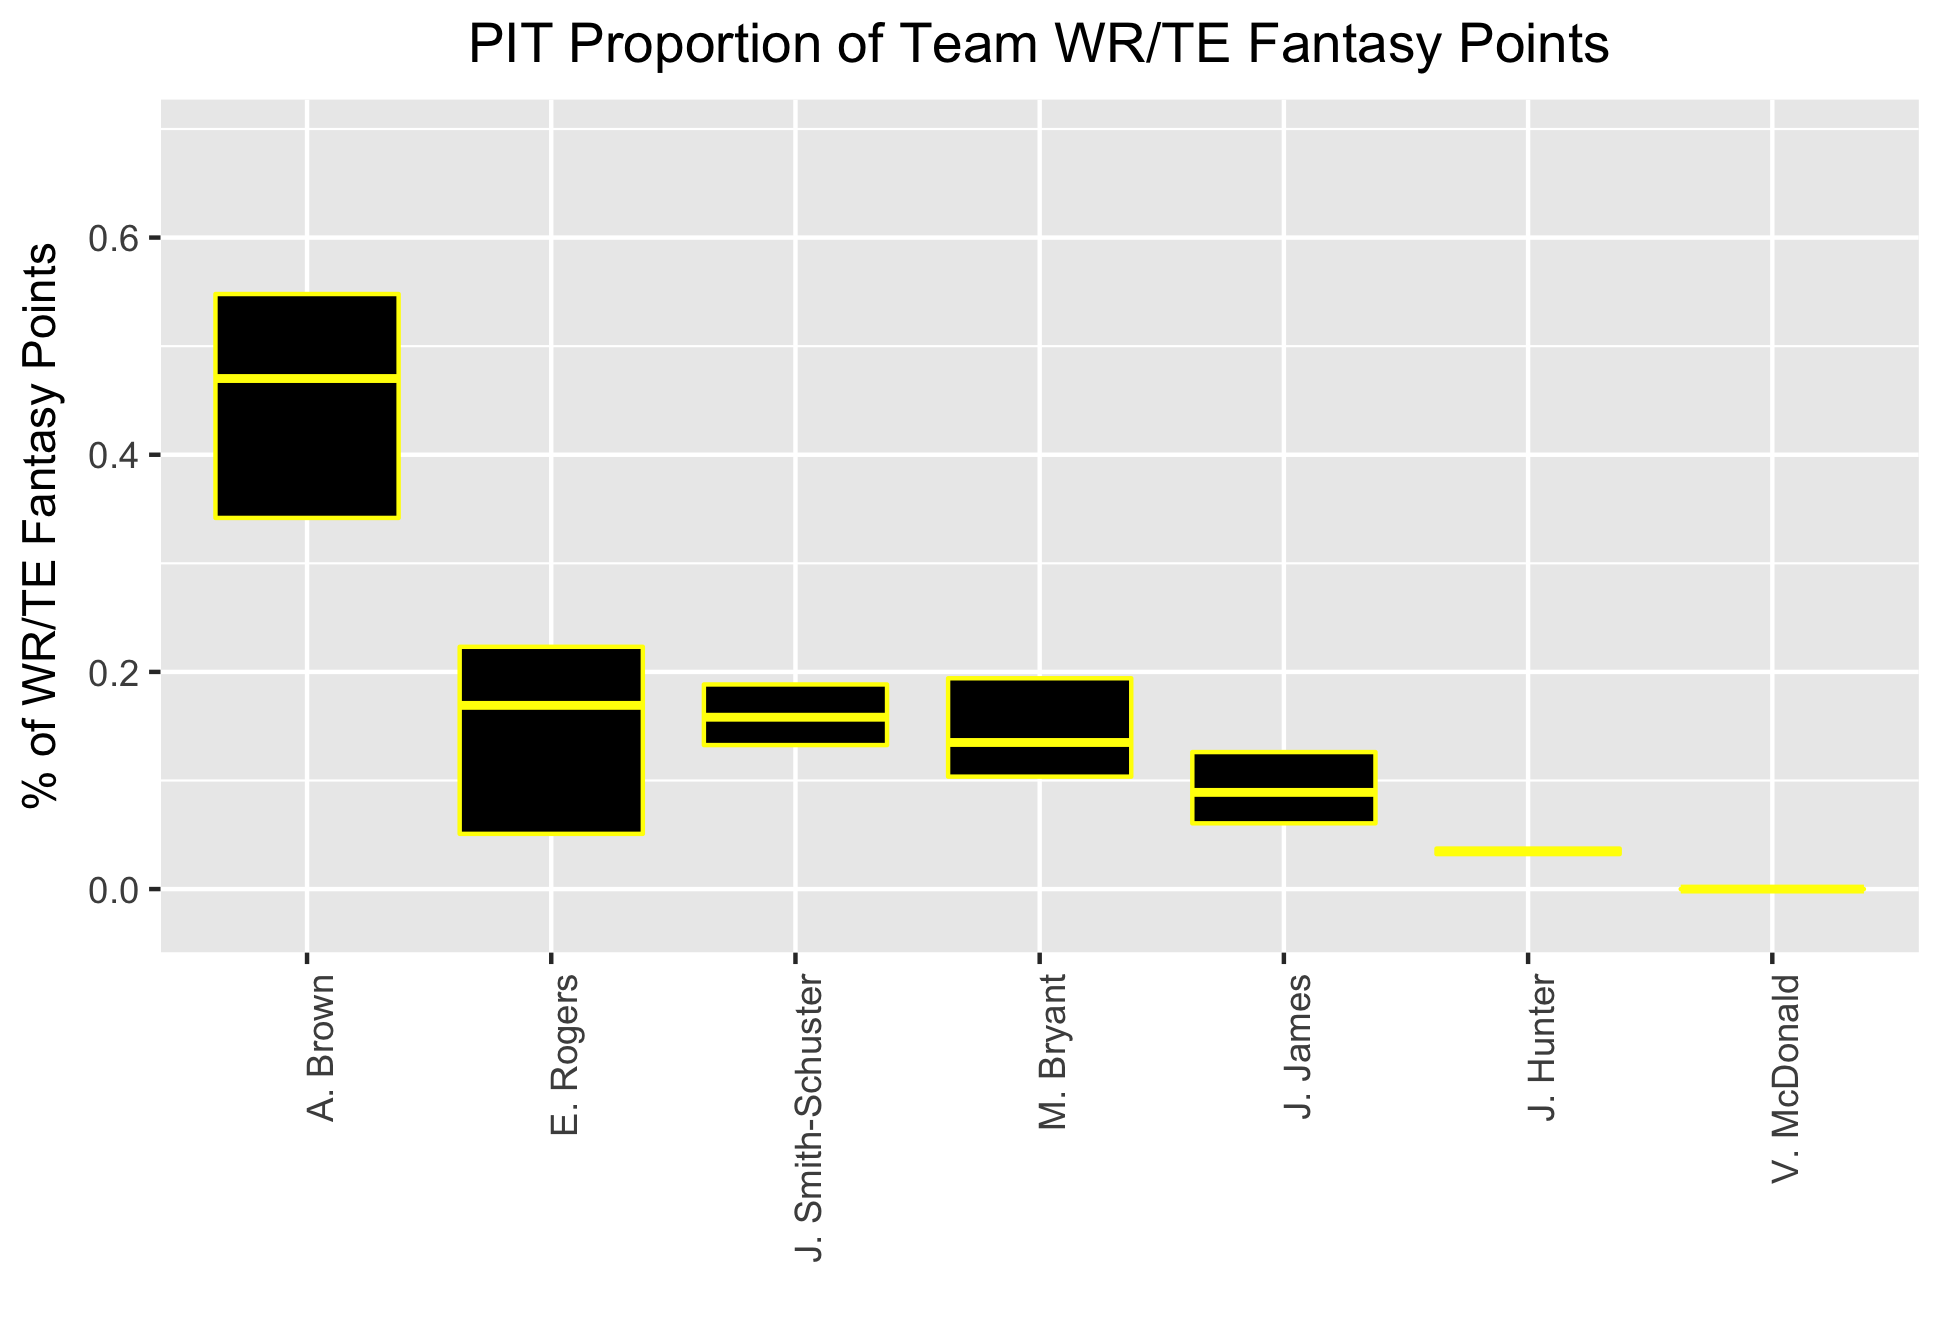 PIT Proportion of Team WR/TE Fantasy Points
% of WR/TE Fantasy Points
0.6
0.4
0.2
0.0
A. Brown
E. Rogers
J. Smith-Schuster
M. Bryant
J. James
J. Hunter
V. McDonald